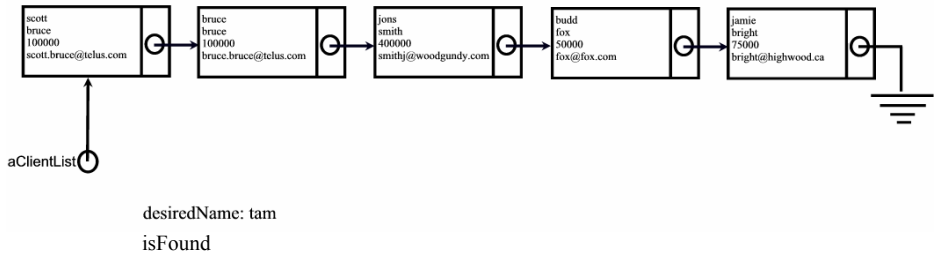 scott
bruce
100000
scott.bruce@telus.com
bruce
bruce
100000
bruce.bruce@telus.com
jons
smith
400000
smithj@woodgundy.com
budd
fox
50000
fox@fox.com
jamie
bright
75000
bright@highwood.ca
aClientList
desiredName: tam
isFound